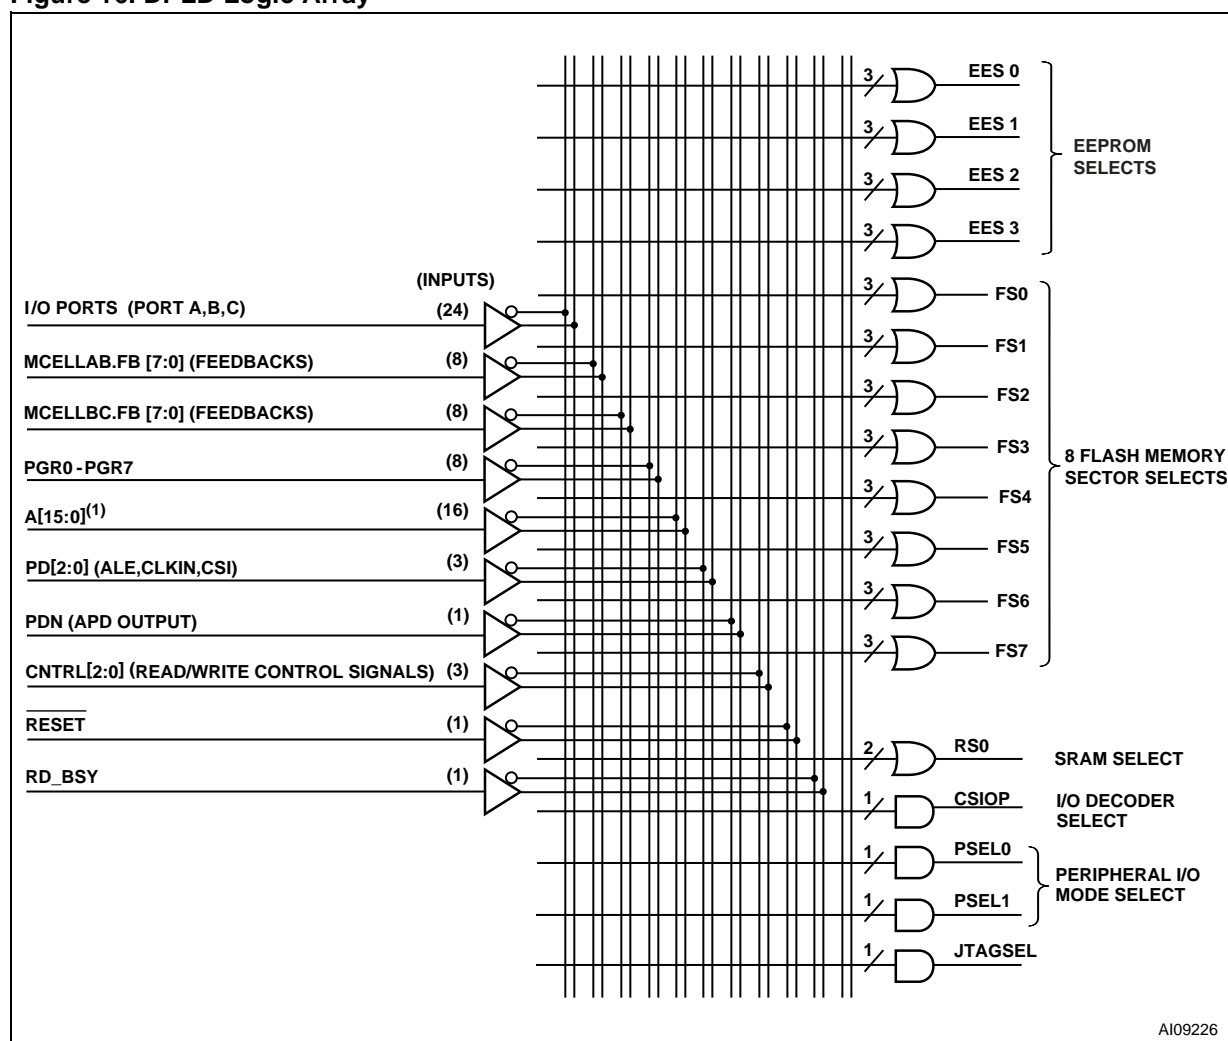 Figure DPLD Logic Array
3 EES 0
3 EES 1
EEPROM
SELECTS
3 EES 2
3 EES 3
(INPUTS)
I/O PORTS (PORT A,B,C) (24)
MCELLAB.FB [7:0] (FEEDBACKS) (8)
MCELLBC.FB [7:0] (FEEDBACKS) (8)
PGR0 -PGR7 (8)
A[15:0](1) (16)
PD[2:0] (ALE,CLKIN,CSI) (3)
PDN (APD OUTPUT) (1)
CNTRL[2:0] (READ/WRITE CONTROL SIGNALS) (3)
RESET (1)
RD_BSY (1)
3 FS0
3 FS1
3 FS2
3 FS3
8 FLASH MEMORY
SECTOR SELECTS
3 FS4
3 FS5
3 FS6
3 FS7
2 RS0 SRAM SELECT
1 CSIOP I/O DECODER
SELECT
1 PSEL0
PERIPHERAL I/O
MODE SELECT
1 PSEL1
1 JTAGSEL
AI09226